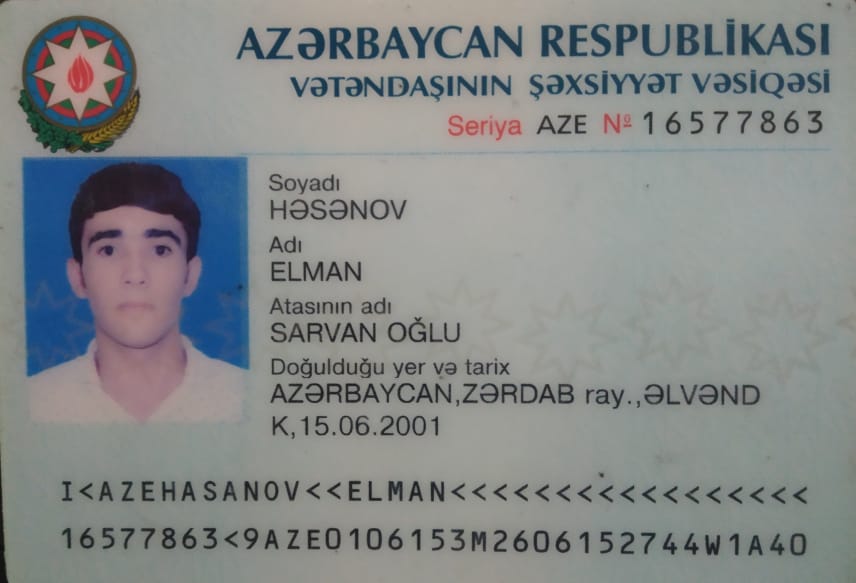 AZƏRBAYCAN RESPUBLİKASI
VƏTƏNDAŞININ ŞƏXSİYYƏT VƏSİQƏSİ
Seriya AZE № 16577863
Soyadı
HƏSƏNOV
Adı
ELMAN
Atasının adı
SARVAN OĞLU
Doğulduğu yer və tarix
AZƏRBAYCAN,ZƏRDAB ray.,ƏLVƏND
K,15.06.2001
I<AZEHASANOV<<ELMAN<<<<<<<<<<<<<<<<<
16577863<9AZE0106153M2606152744W1A40